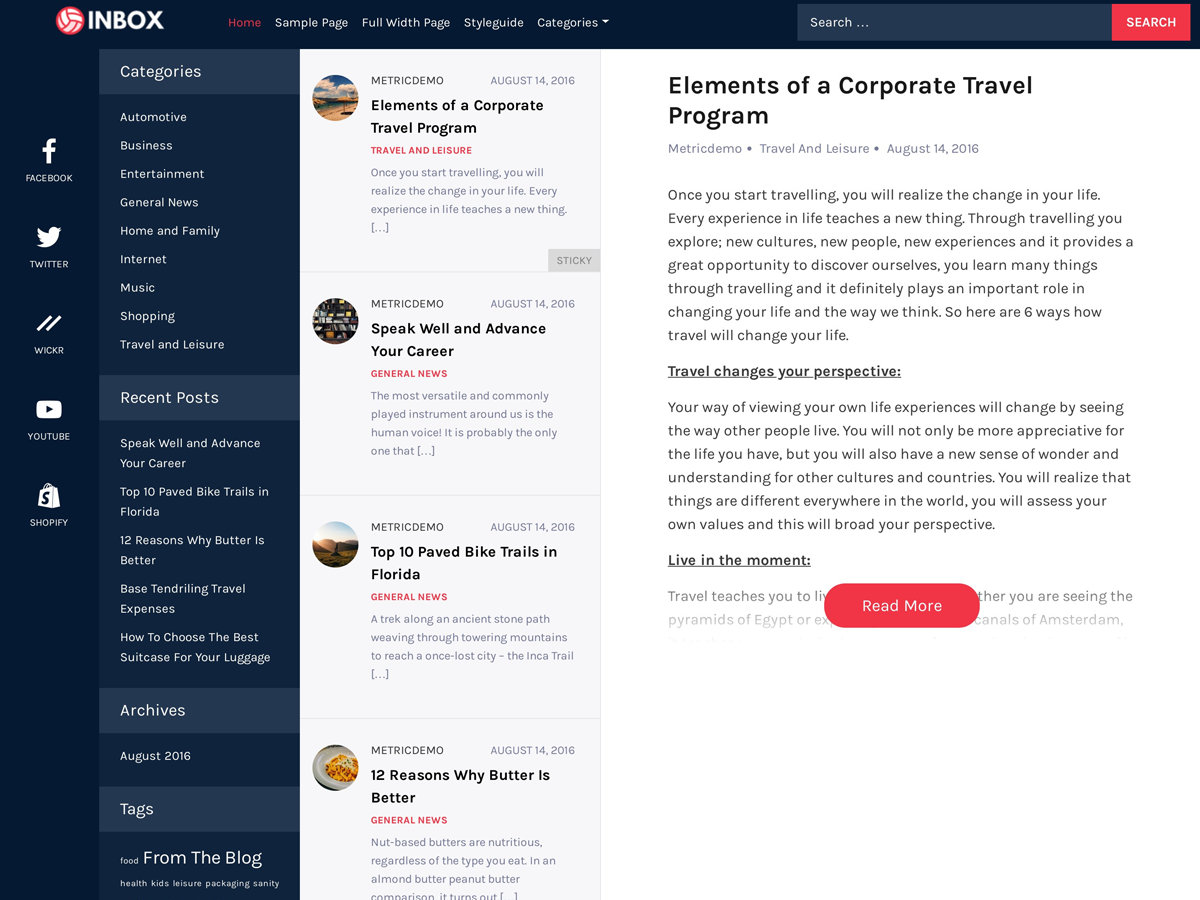 INBOX
Home
Sample Page
Full Width Page
Styleguide
Categories
Search …
SEARCH
FACEBOOK
TWITTER
WICKR
YOUTUBE
SHOPIFY
Categories
Automotive
Business
Entertainment
General News
Home and Family
Internet
Music
Shopping
Travel and Leisure
Recent Posts
Speak Well and Advance
Your Career
Top 10 Paved Bike Trails in
Florida
12 Reasons Why Butter Is
Better
Base Tendriling Travel
Expenses
How To Choose The Best
Suitcase For Your Luggage
Archives
August 2016
Tags
food From The Blog
health kids leisure packaging sanity
METRICDEMO AUGUST 14, 2016
Elements of a Corporate
Travel Program
TRAVEL AND LEISURE
Once you start travelling, you will
realize the change in your life. Every
experience in life teaches a new thing.
[…]
STICKY
METRICDEMO AUGUST 14, 2016
Speak Well and Advance
Your Career
GENERAL NEWS
The most versatile and commonly
played instrument around us is the
human voice! It is probably the only
one that […]
METRICDEMO AUGUST 14, 2016
Top 10 Paved Bike Trails in
Florida
GENERAL NEWS
A trek along an ancient stone path
weaving through towering mountains
to reach a once-lost city – the Inca Trail
[…]
METRICDEMO AUGUST 14, 2016
12 Reasons Why Butter Is
Better
GENERAL NEWS
Nut-based butters are nutritious,
regardless of the type you eat. In an
almond butter peanut butter
comparison, it turns out […]
Elements of a Corporate Travel
Program
Metricdemo • Travel And Leisure • August 14, 2016
Once you start travelling, you will realize the change in your life.
Every experience in life teaches a new thing. Through travelling you
explore; new cultures, new people, new experiences and it provides a
great opportunity to discover ourselves, you learn many things
through travelling and it definitely plays an important role in
changing your life and the way we think. So here are 6 ways how
travel will change your life.
Travel changes your perspective:
Your way of viewing your own life experiences will change by seeing
the way other people live. You will not only be more appreciative for
the life you have, but you will also have a new sense of wonder and
understanding for other cultures and countries. You will realize that
things are different everywhere in the world, you will assess your
own values and this will broad your perspective.
Live in the moment:
Travel teaches you to you are seeing the
pyramids of Egypt or canals of Amsterdam,
Read More